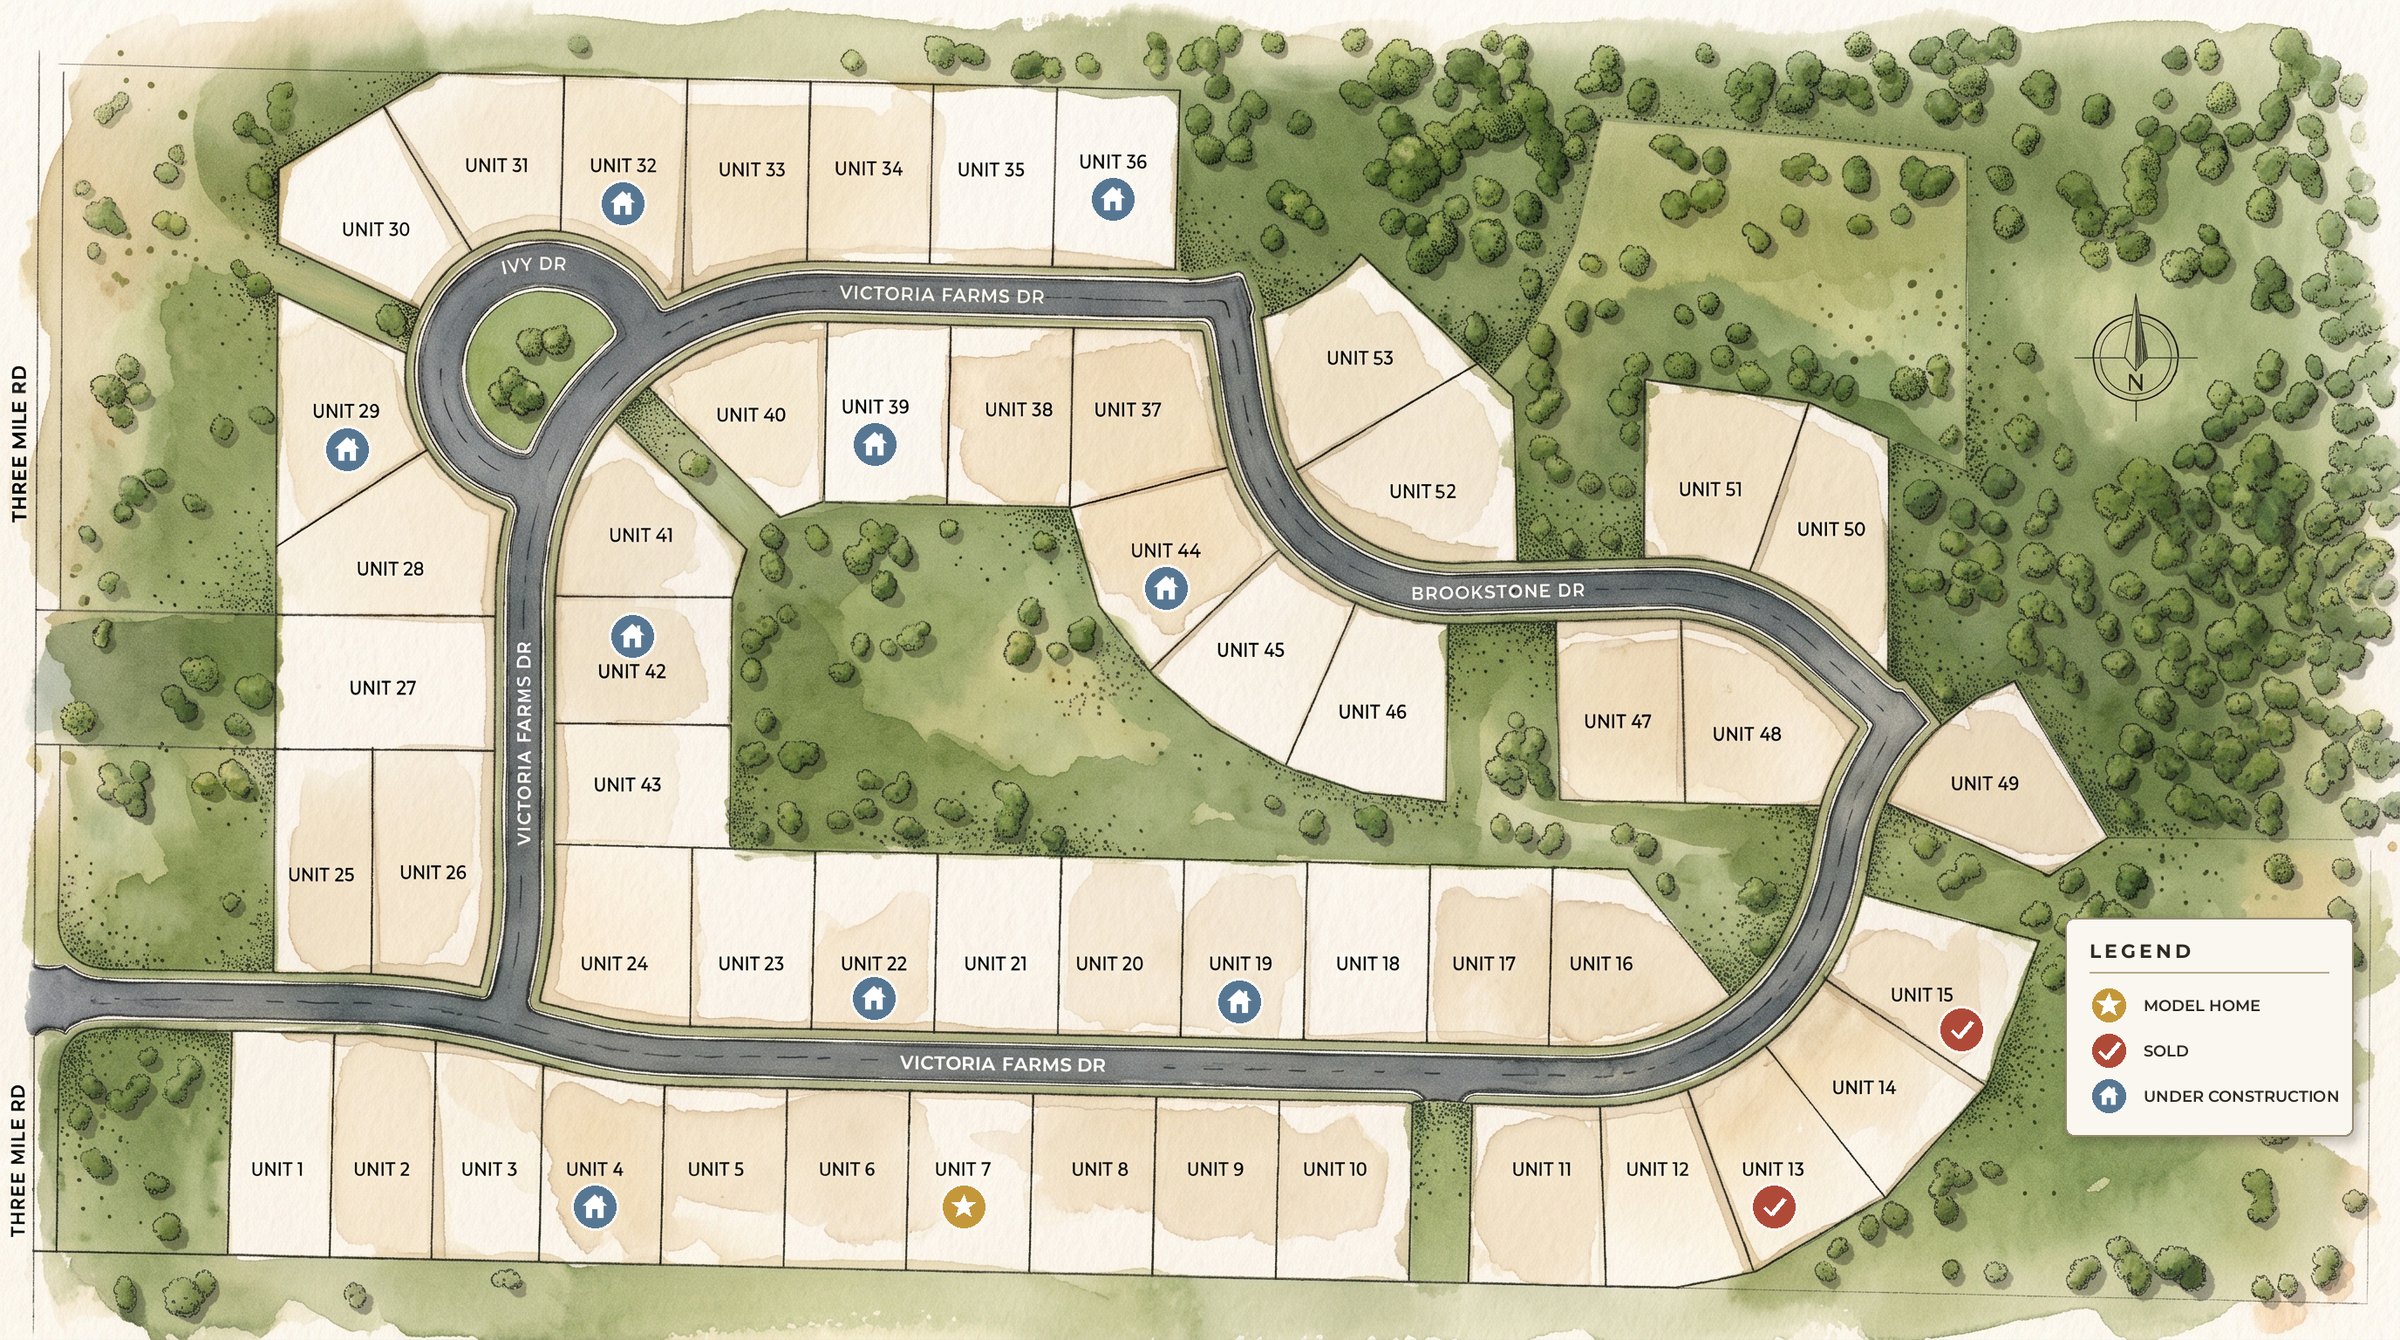 UNIT 31
UNIT 32
UNIT 33
UNIT 34
UNIT 35
UNIT 36
UNIT 30
IVY DR
VICTORIA FARMS DR
UNIT 53
UNIT 29
UNIT 40
UNIT 39
UNIT 38
UNIT 37
N
THREE MILE RD
UNIT 52
UNIT 51
UNIT 50
UNIT 41
UNIT 44
UNIT 28
BROOKSTONE DR
UNIT 45
UNIT 42
UNIT 27
VICTORIA FARMS DR
UNIT 46
UNIT 47
UNIT 48
UNIT 43
UNIT 49
UNIT 25
UNIT 26
UNIT 24
UNIT 23
UNIT 22
UNIT 21
UNIT 20
UNIT 19
UNIT 18
UNIT 17
UNIT 16
UNIT 15
LEGEND
MODEL HOME
SOLD
UNDER CONSTRUCTION
VICTORIA FARMS DR
UNIT 14
THREE MILE RD
UNIT 1
UNIT 2
UNIT 3
UNIT 4
UNIT 5
UNIT 6
UNIT 7
UNIT 8
UNIT 9
UNIT 10
UNIT 11
UNIT 12
UNIT 13